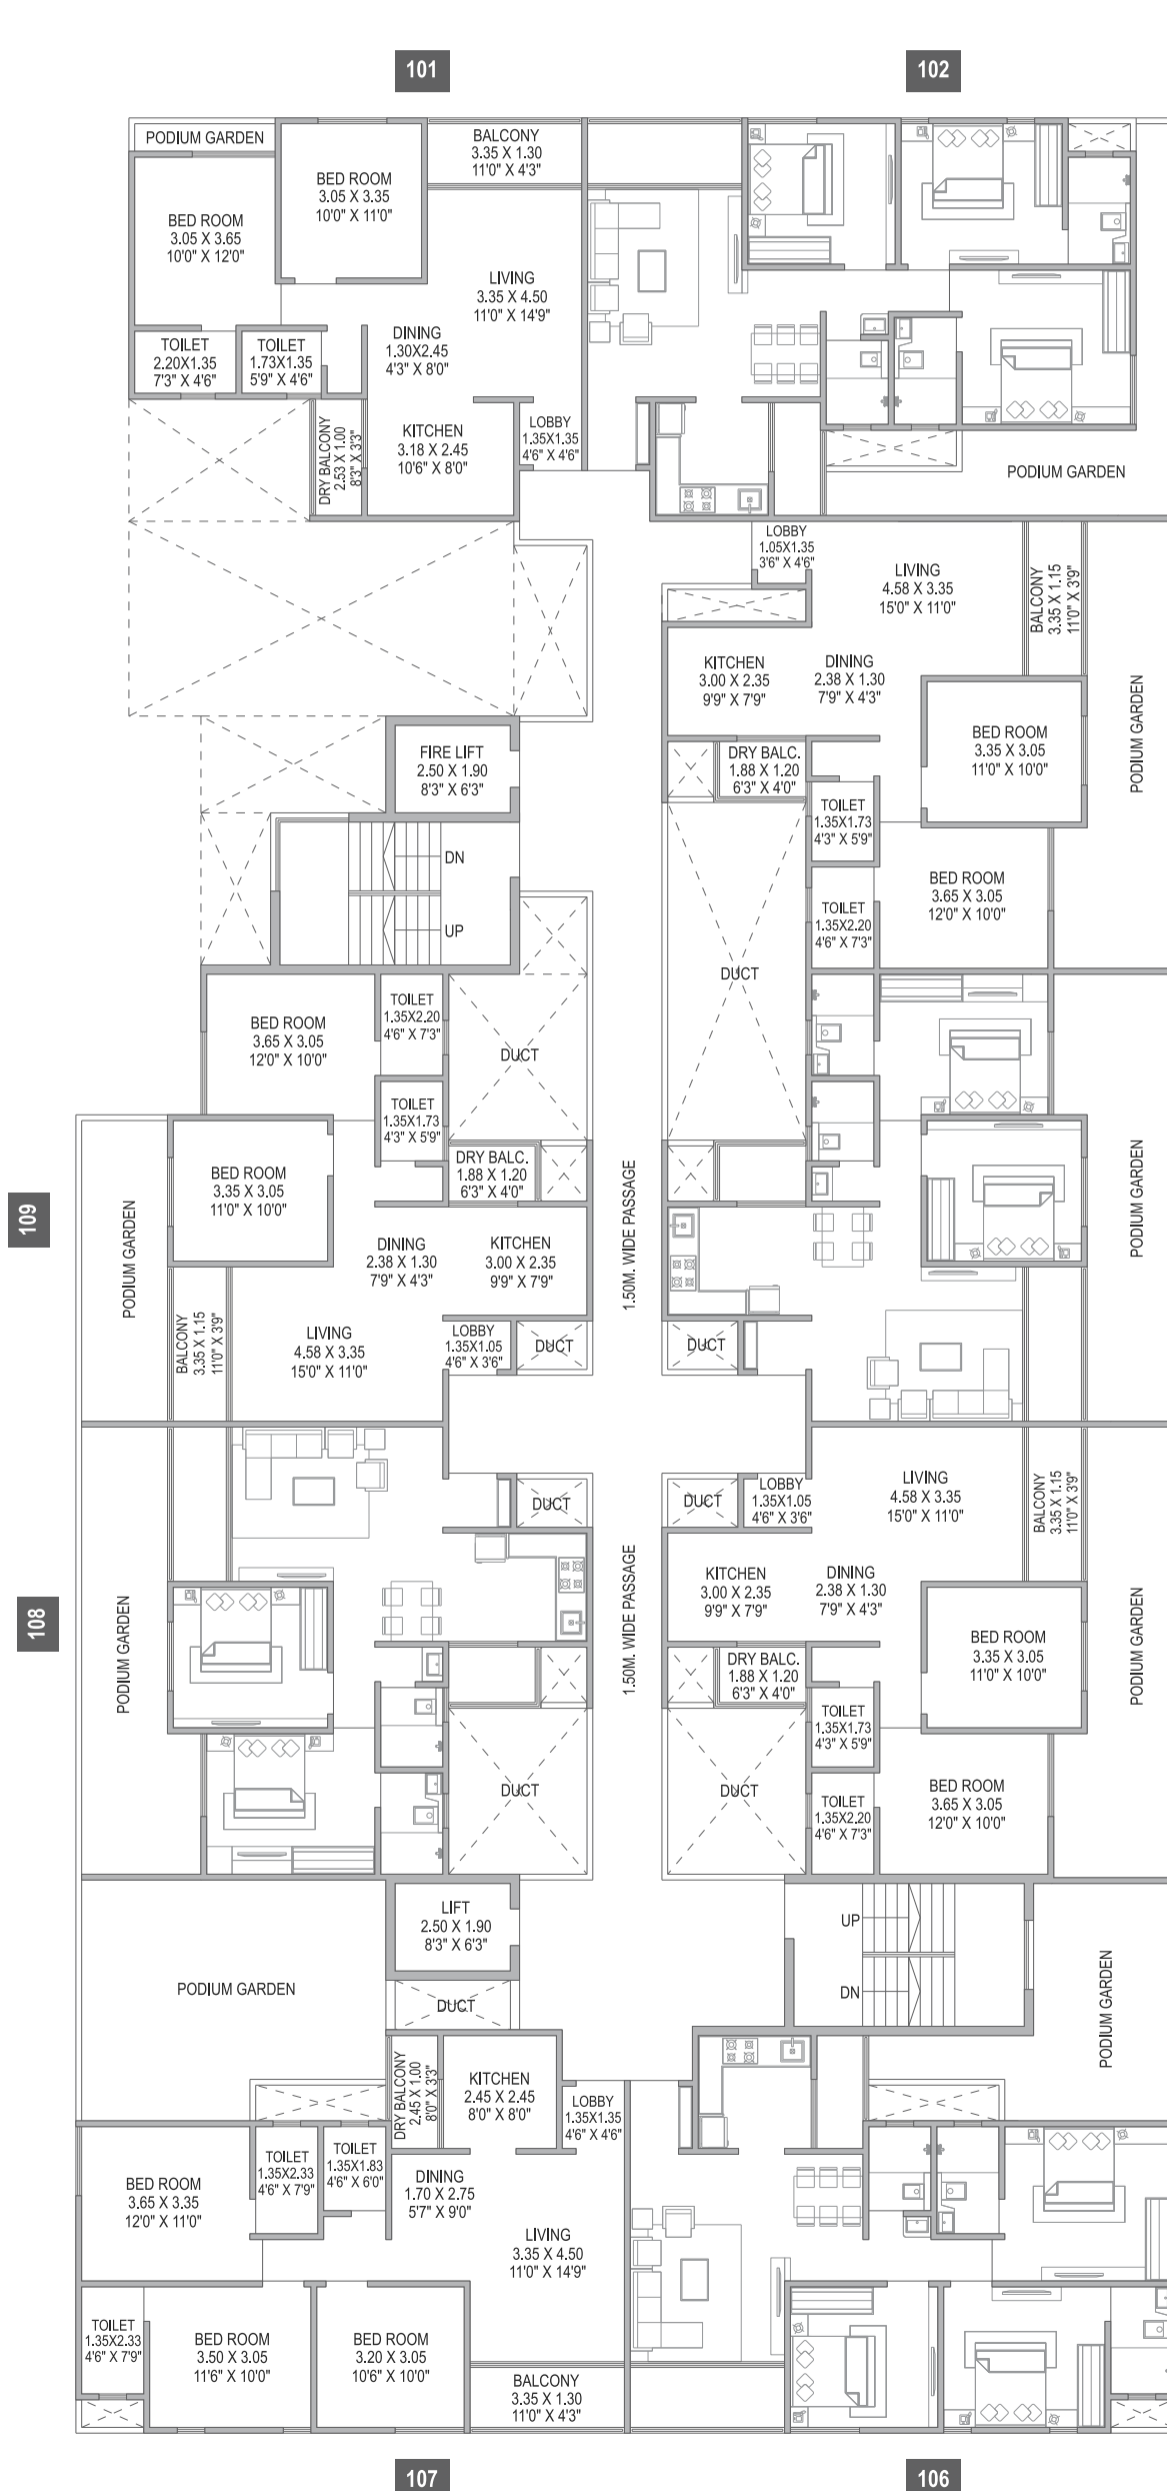 101
102
PODIUM GARDEN
BALCONY
3.35 X 1.30
11'0" X 4'3"
BED ROOM
3.05 X 3.35
10'0" X 11'0"
BED ROOM
3.05 X 3.65
10'0" X 12'0"
LIVING
3.35 X 4.50
11'0" X 14'9"
DINING
1.30X2.45
4'3" X 8'0"
TOILET
2.20X1.35
7'3" X 4'6"
TOILET
1.73X1.35
5'9" X 4'6"
DRY BALCONY
2.53 X 1.00
8'3" X 3'3"
KITCHEN
3.18 X 2.45
10'6" X 8'0"
LOBBY
1.35X1.35
4'6" X 4'6"
PODIUM GARDEN
LOBBY
1.05X1.35
3'6" X 4'6"
LIVING
4.58 X 3.35
15'0" X 11'0"
BALCONY
3.35 X 1.15
11'0" X 3'9"
KITCHEN
3.00 X 2.35
9'9" X 7'9"
DINING
2.38 X 1.30
7'9" X 4'3"
PODIUM GARDEN
BED ROOM
3.35 X 3.05
11'0" X 10'0"
FIRE LIFT
2.50 X 1.90
8'3" X 6'3"
DRY BALC.
1.88 X 1.20
6'3" X 4'0"
TOILET
1.35X1.73
4'3" X 5'9"
DN
UP
BED ROOM
3.65 X 3.05
12'0" X 10'0"
TOILET
1.35X2.20
4'6" X 7'3"
DUCT
BED ROOM
3.65 X 3.05
12'0" X 10'0"
TOILET
1.35X2.20
4'6" X 7'3"
DUCT
TOILET
1.35X1.73
4'3" X 5'9"
DRY BALC.
1.88 X 1.20
6'3" X 4'0"
109
PODIUM GARDEN
BED ROOM
3.35 X 3.05
11'0" X 10'0"
DINING
2.38 X 1.30
7'9" X 4'3"
KITCHEN
3.00 X 2.35
9'9" X 7'9"
1.50M. WIDE PASSAGE
PODIUM GARDEN
BALCONY
3.35 X 1.15
11'0" X 3'9"
LIVING
4.58 X 3.35
15'0" X 11'0"
LOBBY
1.35X1.05
4'6" X 3'6"
DUCT
DUCT
DUCT
DUCT
LOBBY
1.35X1.05
4'6" X 3'6"
LIVING
4.58 X 3.35
15'0" X 11'0"
BALCONY
3.35 X 1.15
11'0" X 3'9"
108
PODIUM GARDEN
1.50M. WIDE PASSAGE
KITCHEN
3.00 X 2.35
9'9" X 7'9"
DINING
2.38 X 1.30
7'9" X 4'3"
BED ROOM
3.35 X 3.05
11'0" X 10'0"
PODIUM GARDEN
DRY BALC.
1.88 X 1.20
6'3" X 4'0"
TOILET
1.35X1.73
4'3" X 5'9"
DUCT
DUCT
TOILET
1.35X2.20
4'6" X 7'3"
BED ROOM
3.65 X 3.05
12'0" X 10'0"
LIFT
2.50 X 1.90
8'3" X 6'3"
UP
DN
PODIUM GARDEN
DUCT
PODIUM GARDEN
DRY BALCONY
2.45 X 1.00
8'0" X 3'3"
KITCHEN
2.45 X 2.45
8'0" X 8'0"
LOBBY
1.35X1.35
4'6" X 4'6"
BED ROOM
3.65 X 3.35
12'0" X 11'0"
TOILET
1.35X2.33
4'6" X 7'9"
TOILET
1.35X1.83
4'6" X 6'0"
DINING
1.70 X 2.75
5'7" X 9'0"
LIVING
3.35 X 4.50
11'0" X 14'9"
TOILET
1.35X2.33
4'6" X 7'9"
BED ROOM
3.50 X 3.05
11'6" X 10'0"
BED ROOM
3.20 X 3.05
10'6" X 10'0"
BALCONY
3.35 X 1.30
11'0" X 4'3"
107
106